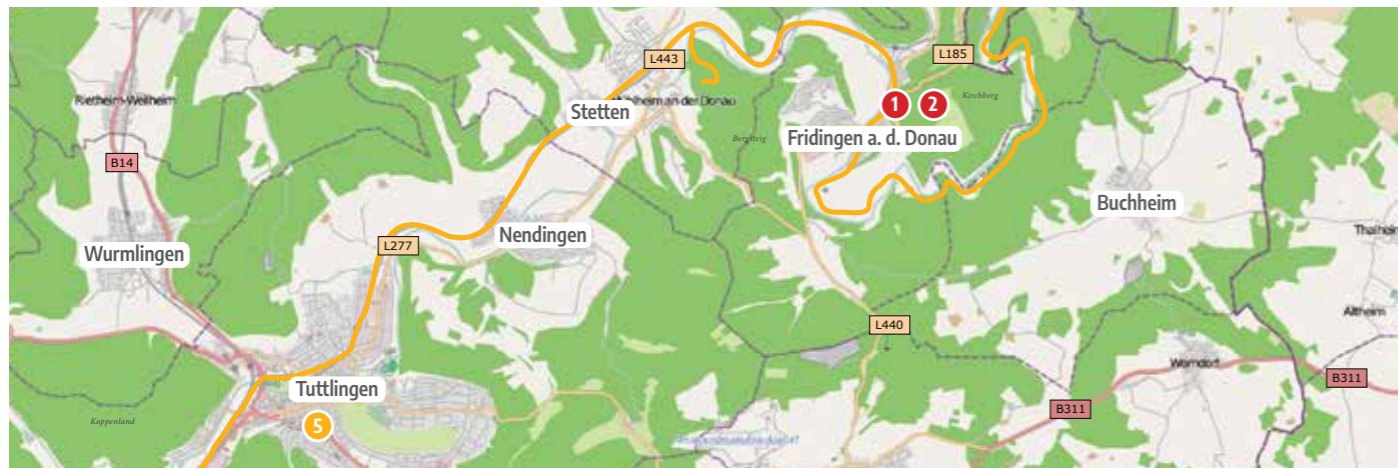 L443
L185
Rietheim-Weilheim
Mühlheim an der Donau
Kirchberg
1
2
Stetten
Bergsteig
Fridingen a. d. Donau
B14
Buchheim
Thalheim
Nendingen
L277
Wurmlingen
Altheim
L440
Worndorf
B311
Tuttlingen
B311
Koppenland
5